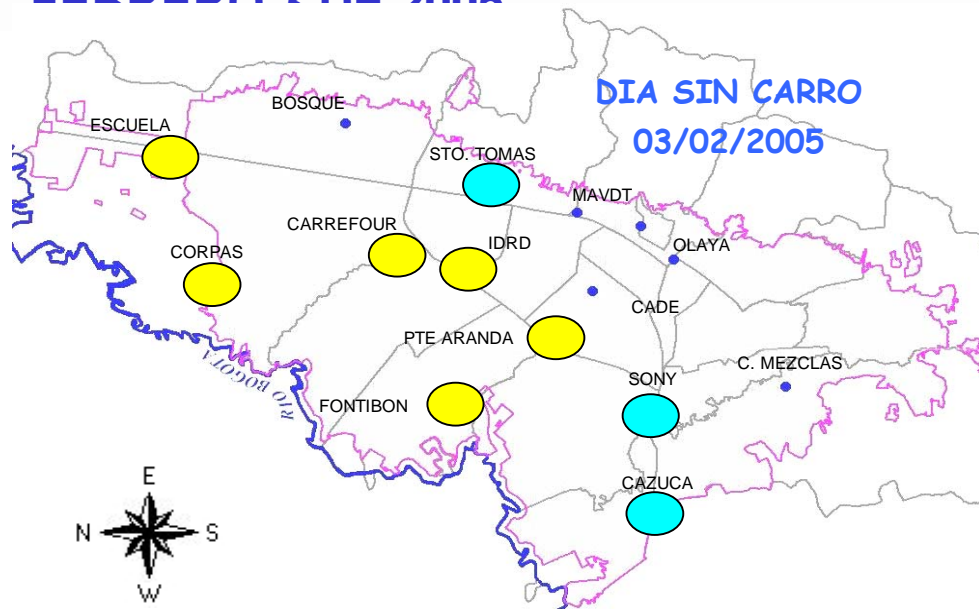 BOSQUE
DIA SIN CARRO
03/02/2005
ESCUELA
STO. TOMAS
MAVDT
CARREFOUR
IDRD
OLAYA
CORPAS
CADE
PTE ARANDA
RIO BOGOTA
C. MEZCLAS
SONY
FONTIBON
CAZUCA
E
N S
W